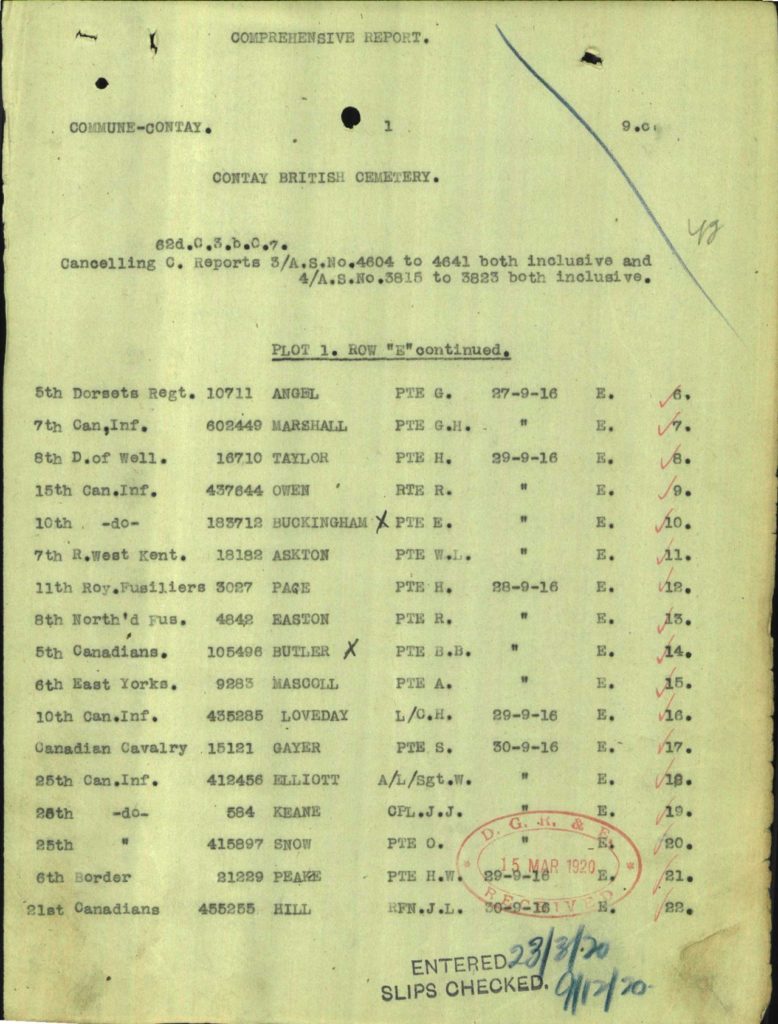 COMPREHENSIVE REPORT.
COMMUNE-CONTAY. 1 9.c.
CONTAY BRITISH CEMETERY.
48
62d.C.3.b.C.7.
Cancelling C. Reports 3/A.S.No.4604 to 4641 both inclusive and
4/A.S.No.3815 to 3823 both inclusive.
PLOT 1. ROW "E" continued.
5th Dorsets Regt. 10711 ANGEL PTE G. 27-9-16 E. ✓ 6.
7th Can,Inf. 602449 MARSHALL PTE G.H. " E. ✓ 7.
8th D.of Well. 16710 TAYLOR PTE H. 29-9-16 E. ✓ 8.
15th Can.Inf. 437644 OWEN RTE R. " E. ✓ 9.
10th -do- 183712 BUCKINGHAM X PTE E. " E. ✓ 10.
7th R.West Kent. 18182 ASKTON PTE W.L. " E. ✓ 11.
11th Roy.Fusiliers 3027 PAGE PTE H. 28-9-16 E. ✓ 12.
8th North'd Fus. 4842 EASTON PTE R. " E. ✓ 13.
5th Canadians. 105496 BUTLER X PTE B.B. " E. ✓ 14.
6th East Yorks. 9283 MASCOLL PTE A. " E. ✓ 15.
10th Can.Inf. 435285 LOVEDAY L/C.H. 29-9-16 E. ✓ 16.
Canadian Cavalry 15121 GAYER PTE S. 30-9-16 E. ✓ 17.
25th Can.Inf. 412456 ELLIOTT A/L/Sgt.W. " E. ✓ 18.
26th -do- 584 KEANE CPL.J.J. " E. ✓ 19.
25th " 415897 SNOW PTE O. " E. ✓ 20.
6th Border 21229 PEAKE PTE H.W. 29-9-16 E. ✓ 21.
21st Canadians 455255 HILL RFN.J.L. 30-9-16 E. ✓ 22.
D. G. R. & E
15 MAR 1920
RECEIVED
ENTERED 23/3/20
SLIPS CHECKED. 9/12/20